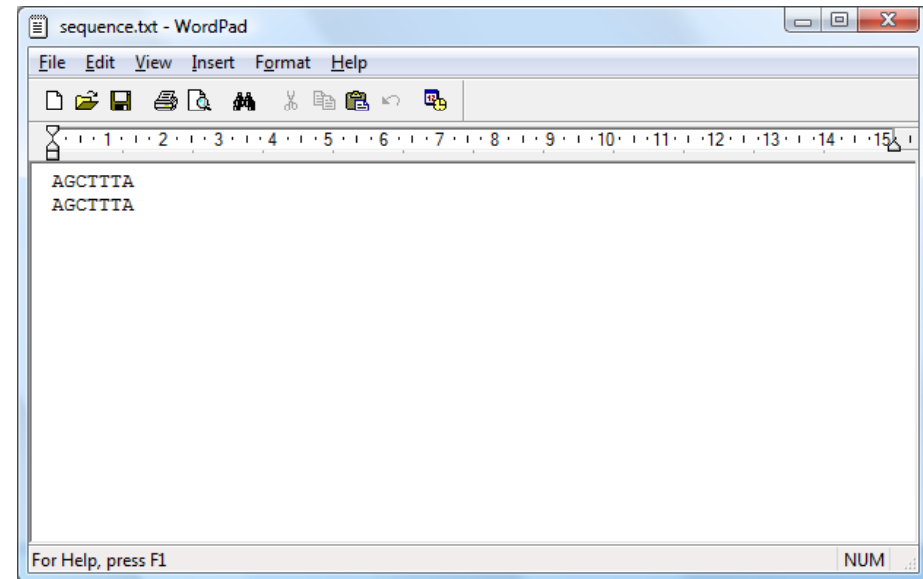 sequence.txt - WordPad
File Edit View Insert Format Help
1 2 3 4 5 6 7 8 9 10 11 12 13 14 15
AGCTTTA
AGCTTTA
For Help, press F1 NUM